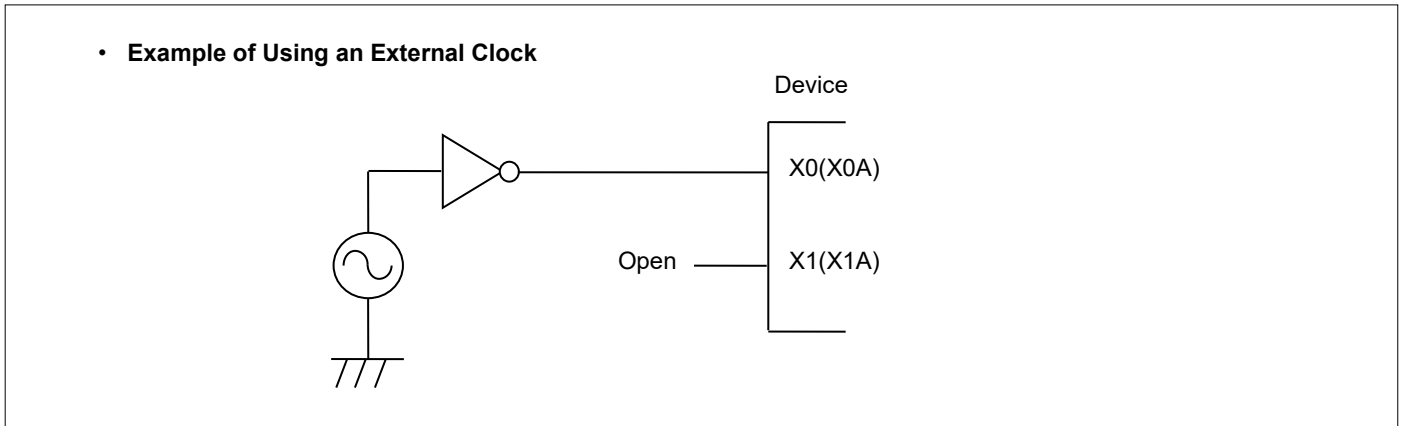 • Example of Using an External Clock
Device
X0(X0A)
Open X1(X1A)